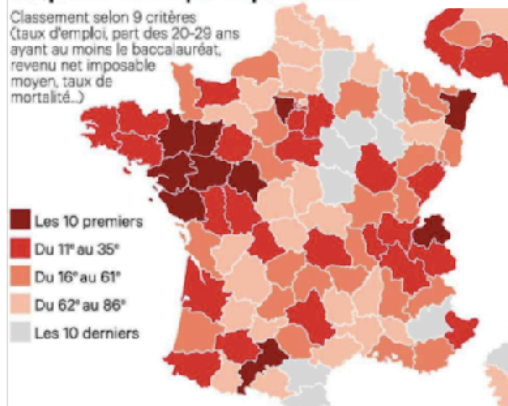 Classement selon 9 critères
(taux d'emploi, part des 20-29 ans
ayant au moins le baccalauréat,
revenu net imposable
moyen, taux de
mortalité...)
Les 10 premiers
Du 11e au 35e
Du 16e au 61e
Du 62e au 86e
Les 10 derniers